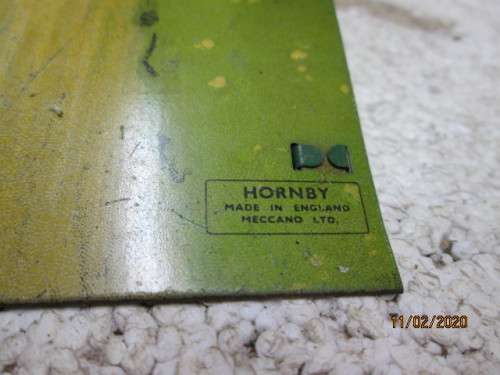 HORNBY
MADE IN ENGLAND
MECCANO LTD.
11/02/2020